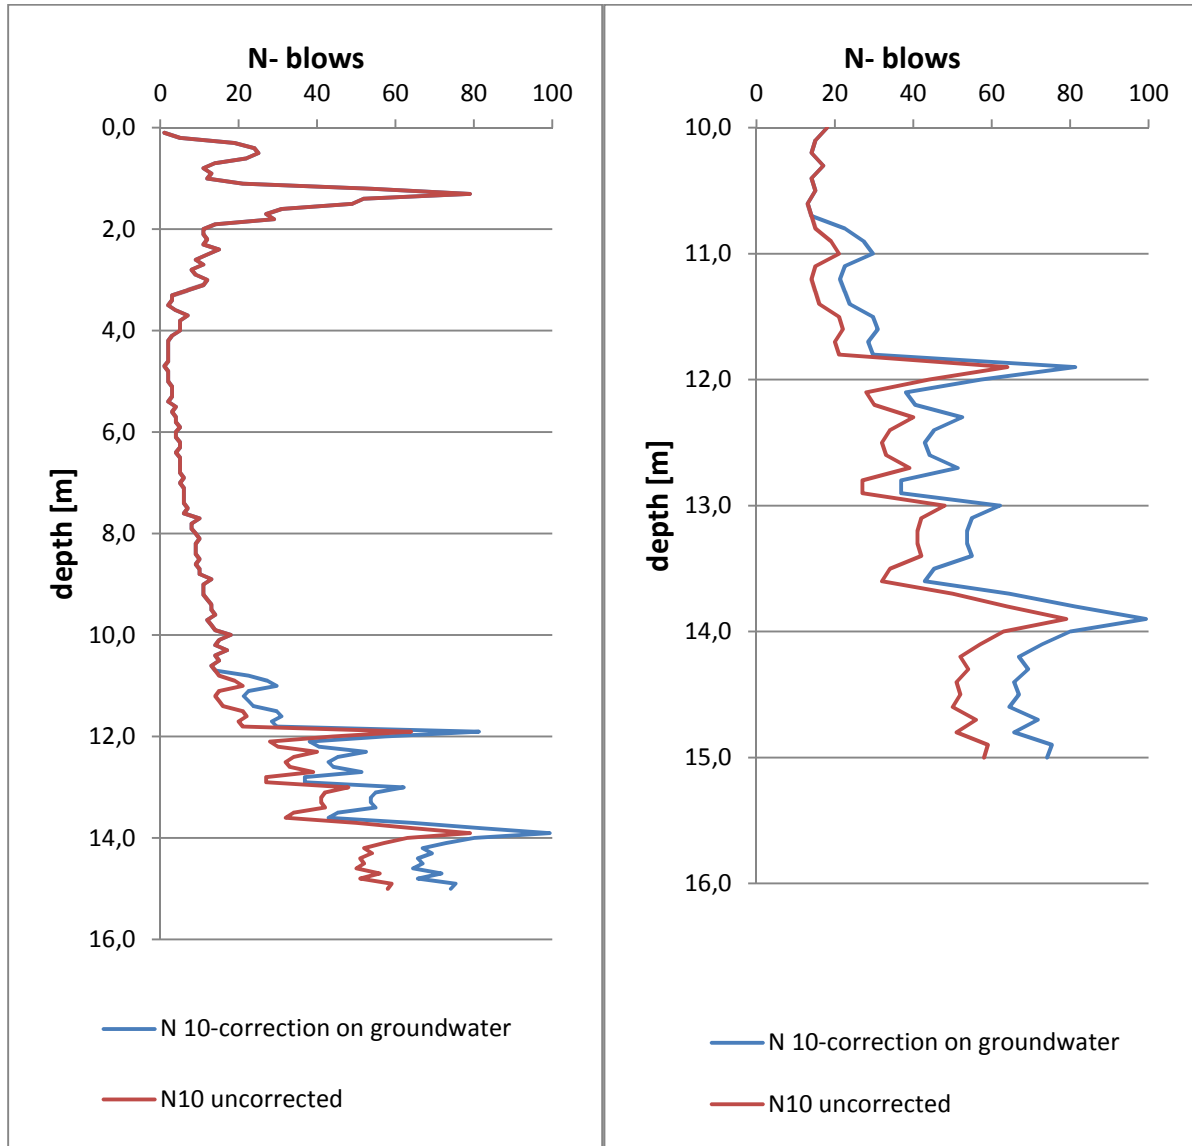 N- blows
0 20 40 60 80 100
0,0
2,0
4,0
6,0
8,0
10,0
12,0
14,0
16,0
depth [m]
N 10-correction on groundwater
N10 uncorrected
N- blows
0 20 40 60 80 100
10,0
11,0
12,0
13,0
14,0
15,0
16,0
depth [m]
N 10-correction on groundwater
N10 uncorrected